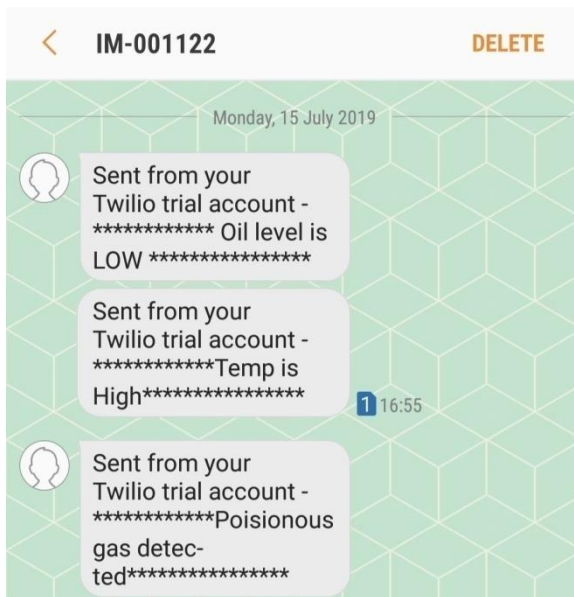 IM-001122 DELETE
Monday, 15 July 2019
Sent from your
Twilio trial account -
************ Oil level is
LOW ****************
Sent from your
Twilio trial account -
************Temp is
High****************
1 16:55
Sent from your
Twilio trial account -
************Poisionous
gas detec-
ted****************